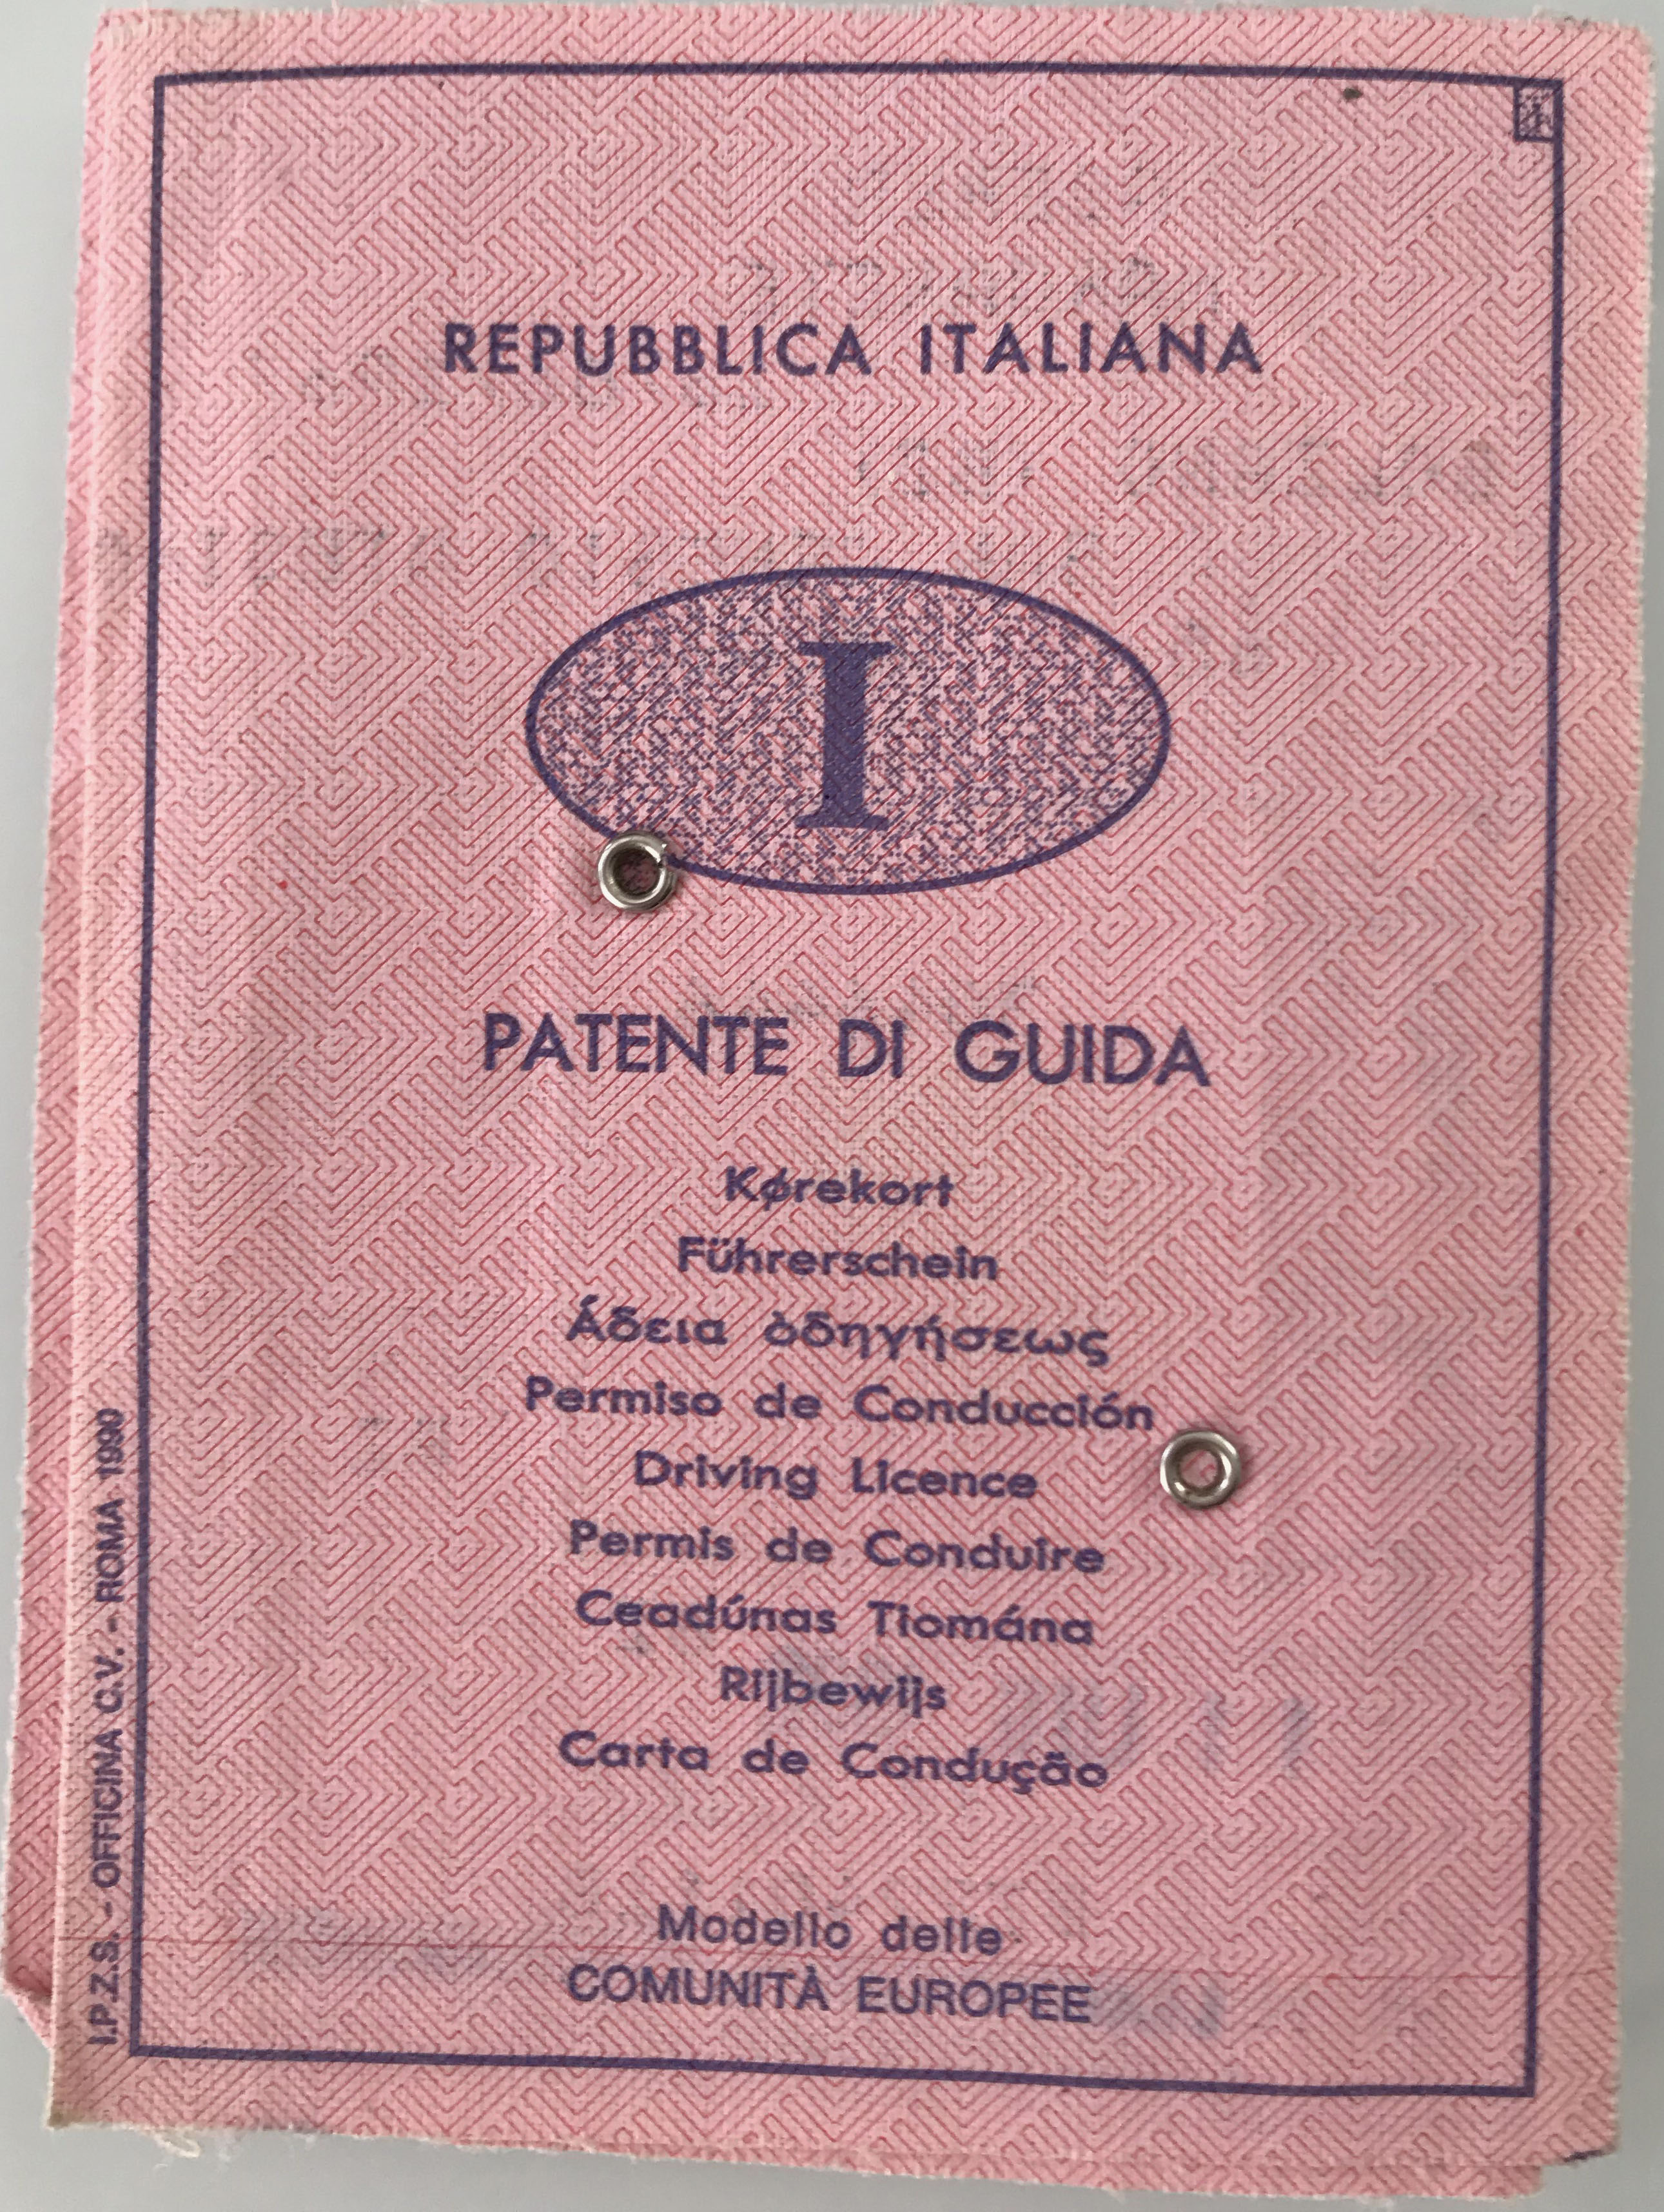 REPUBBLICA ITALIANA
I
PATENTE DI GUIDA
Kørekort
Führerschein
Άδεια ὁδηγήσεως
Permiso de Conducción
Driving Licence
Permis de Conduire
Ceadúnas Tiomána
Rijbewijs
Carta de Condução
Modello delle
COMUNITÀ EUROPEE
I.P.Z.S. - OFFICINA C.V. - ROMA 1990